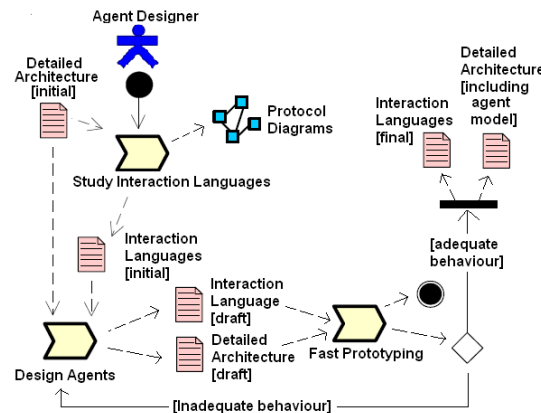 Agent Designer
Detailed
Architecture
[initial]
Protocol
Diagrams
Detailed
Architecture
[including
agent
model]
Interaction
Languages
[final]
Study Interaction Languages
Interaction
Languages
[initial]
[adequate
behaviour]
Interaction
Language
[draft]
Detailed
Architecture
[draft]
Design Agents
Fast Prototyping
[Inadequate behaviour]